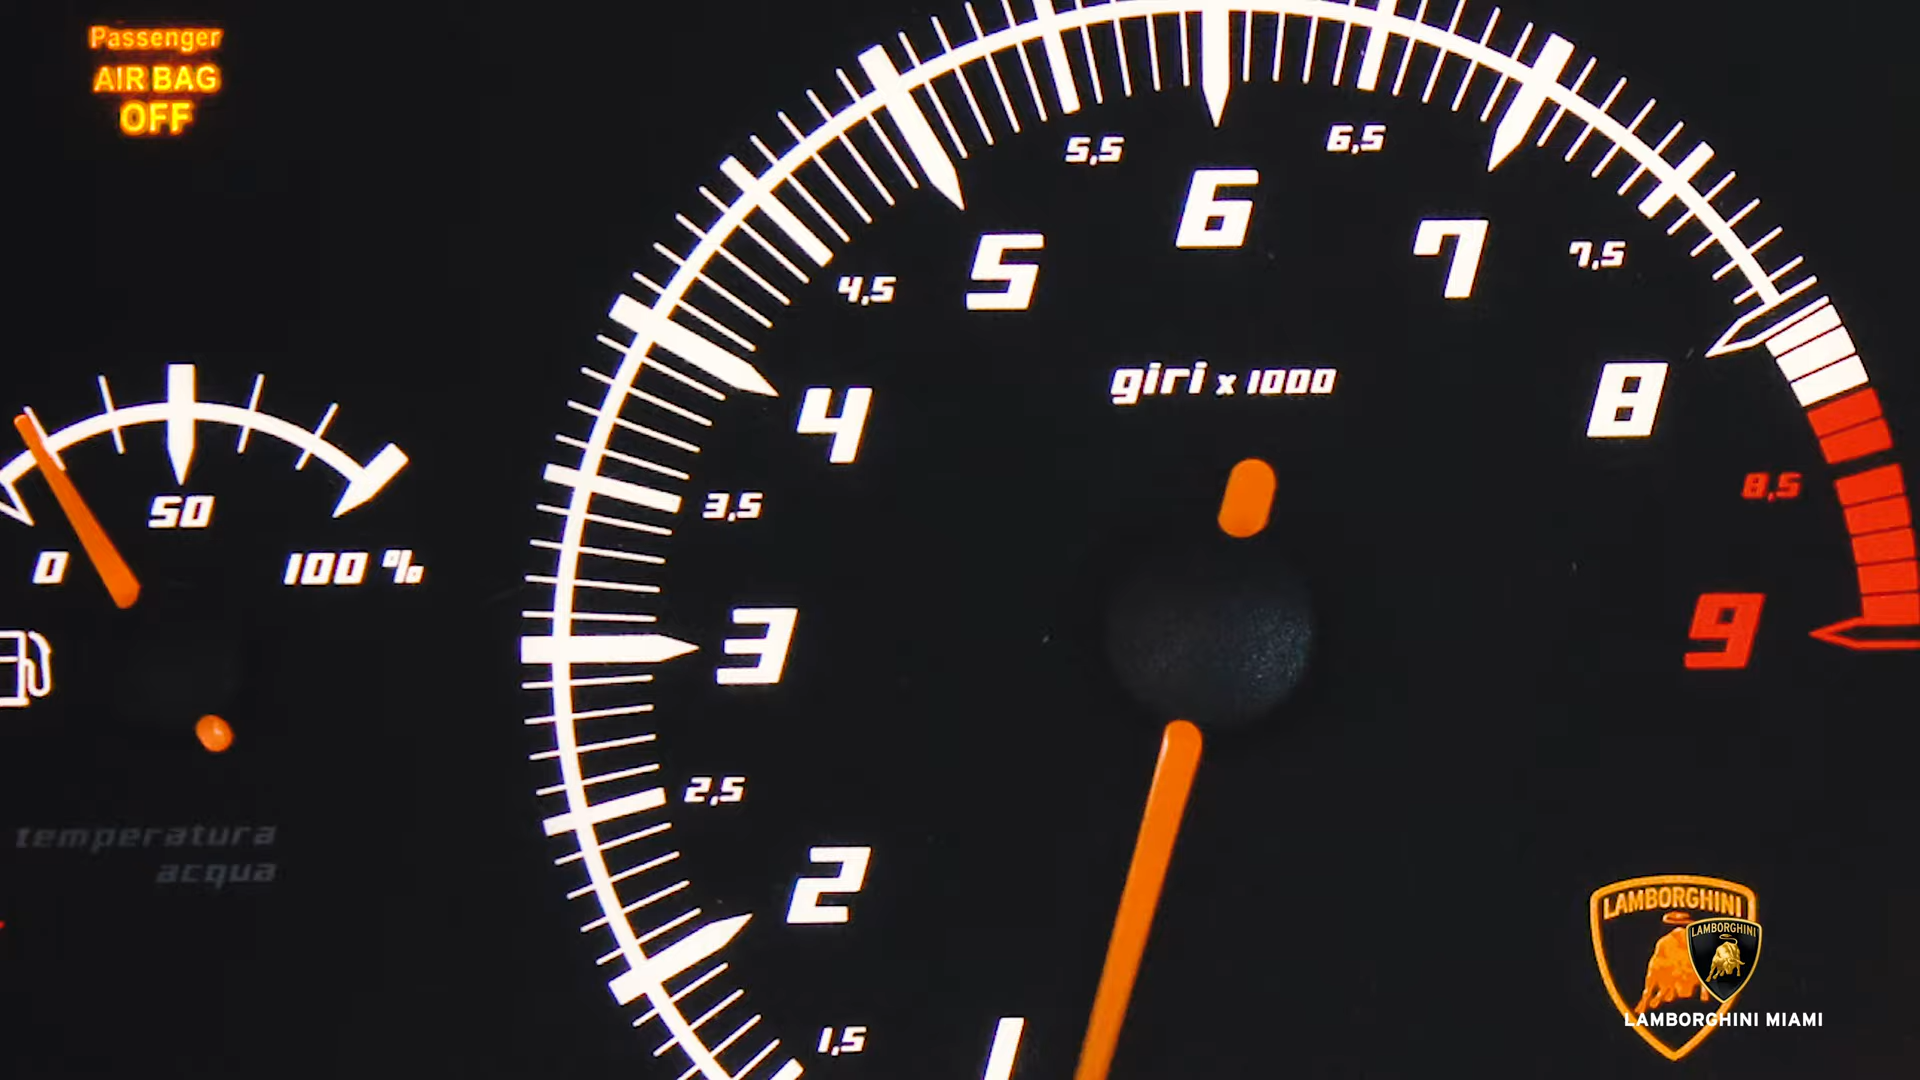 Passenger
AIR BAG
OFF
5,5
6
6,5
5
7
7,5
4,5
giri x 1000
4
8
3,5
8,5
50
0
100 %
3
9
2,5
temperatura
acqua
2
1,5
1
LAMBORGHINI
LAMBORGHINI
LAMBORGHINI MIAMI